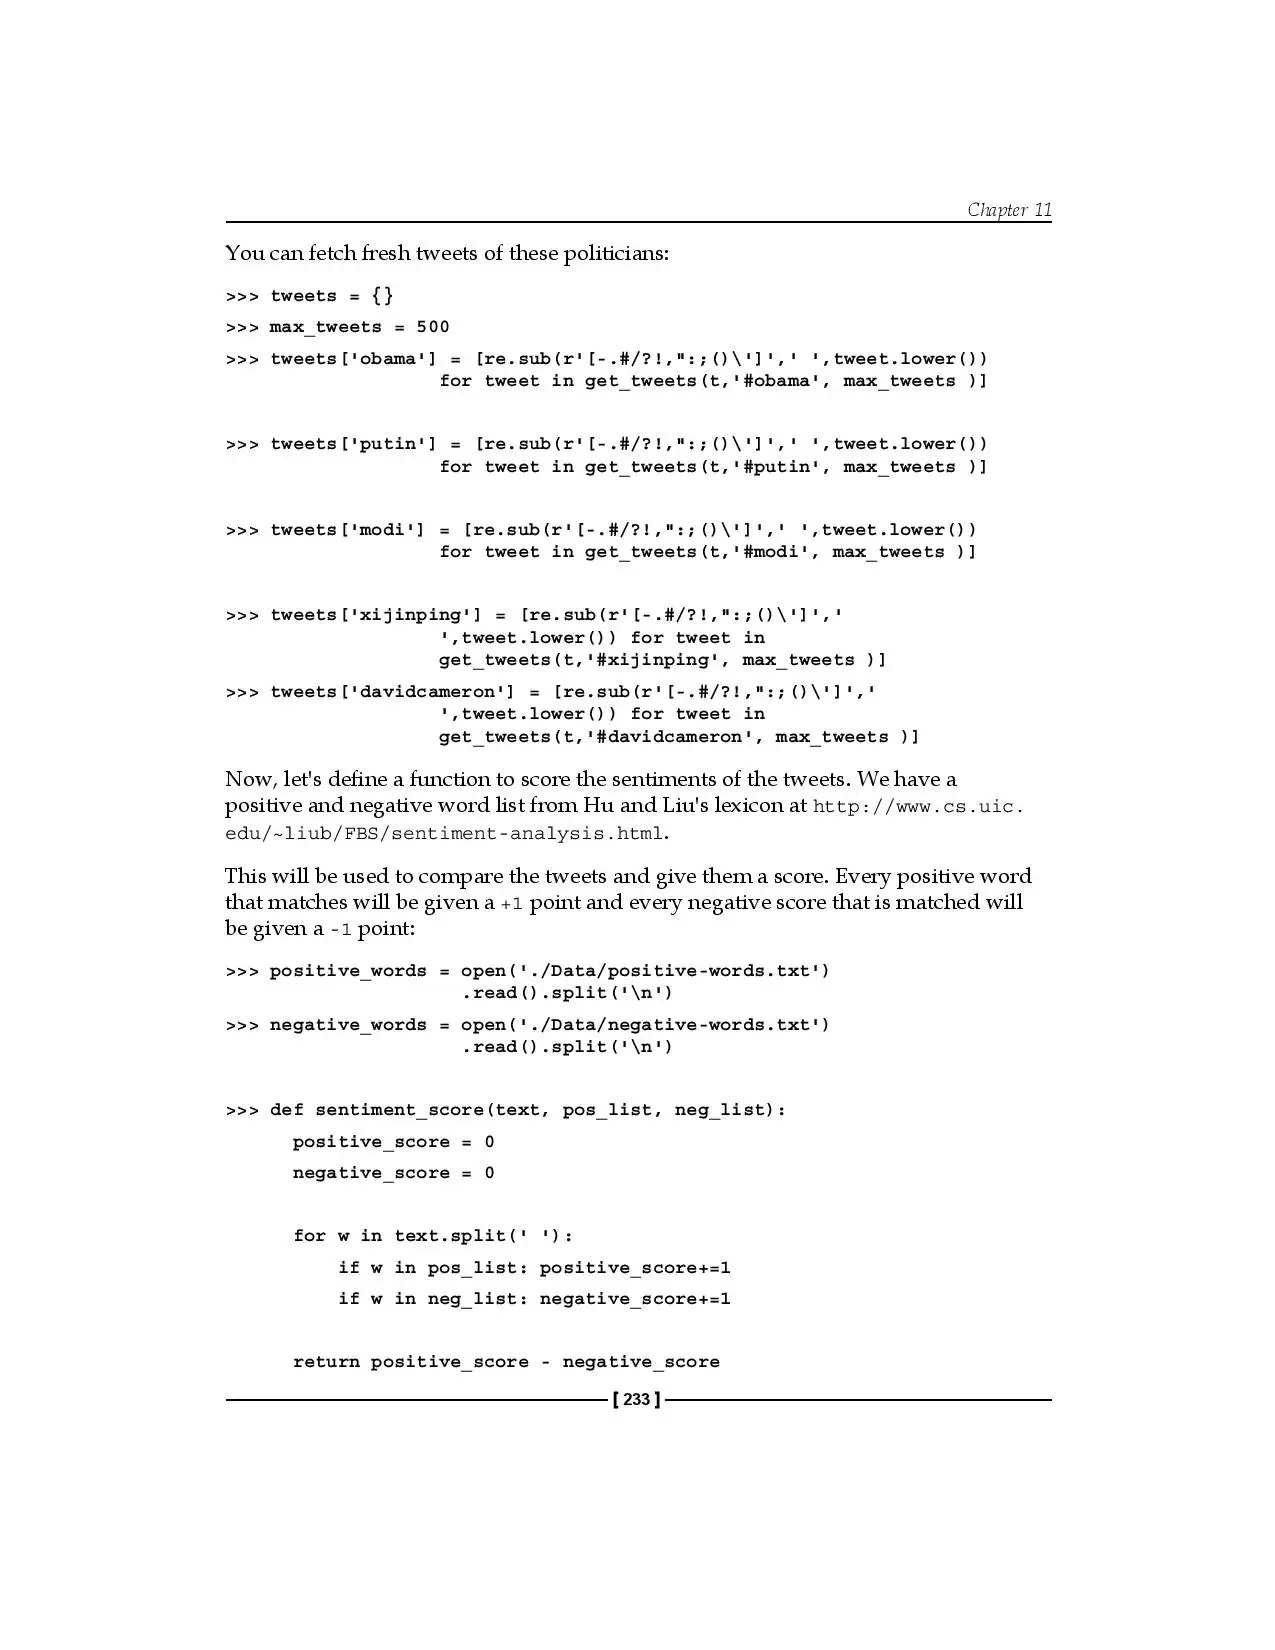 Chapter 11
You can fetch fresh tweets of these politicians:
>>> tweets = {}
>>> max_tweets = 500
>>> tweets['obama'] = [re.sub(r'[-.#/?!,":;()\']',' ',tweet.lower())
for tweet in get_tweets(t,'#obama', max_tweets )]
>>> tweets['putin'] = [re.sub(r'[-.#/?!,":;()\']',' ',tweet.lower())
for tweet in get_tweets(t,'#putin', max_tweets )]
>>> tweets['modi'] = [re.sub(r'[-.#/?!,":;()\']',' ',tweet.lower())
for tweet in get_tweets(t,'#modi', max_tweets )]
>>> tweets['xijinping'] = [re.sub(r'[-.#/?!,":;()\']','
',tweet.lower()) for tweet in
get_tweets(t,'#xijinping', max_tweets )]
>>> tweets['davidcameron'] = [re.sub(r'[-.#/?!,":;()\']','
',tweet.lower()) for tweet in
get_tweets(t,'#davidcameron', max_tweets )]
Now, let's define a function to score the sentiments of the tweets. We have a
positive and negative word list from Hu and Liu's lexicon at http://www.cs.uic.
edu/~liub/FBS/sentiment-analysis.html.
This will be used to compare the tweets and give them a score. Every positive word
that matches will be given a +1 point and every negative score that is matched will
be given a -1 point:
>>> positive_words = open('./Data/positive-words.txt')
.read().split('\n')
>>> negative_words = open('./Data/negative-words.txt')
.read().split('\n')
>>> def sentiment_score(text, pos_list, neg_list):
positive_score = 0
negative_score = 0
for w in text.split(' '):
if w in pos_list: positive_score+=1
if w in neg_list: negative_score+=1
return positive_score - negative_score
[ 233 ]